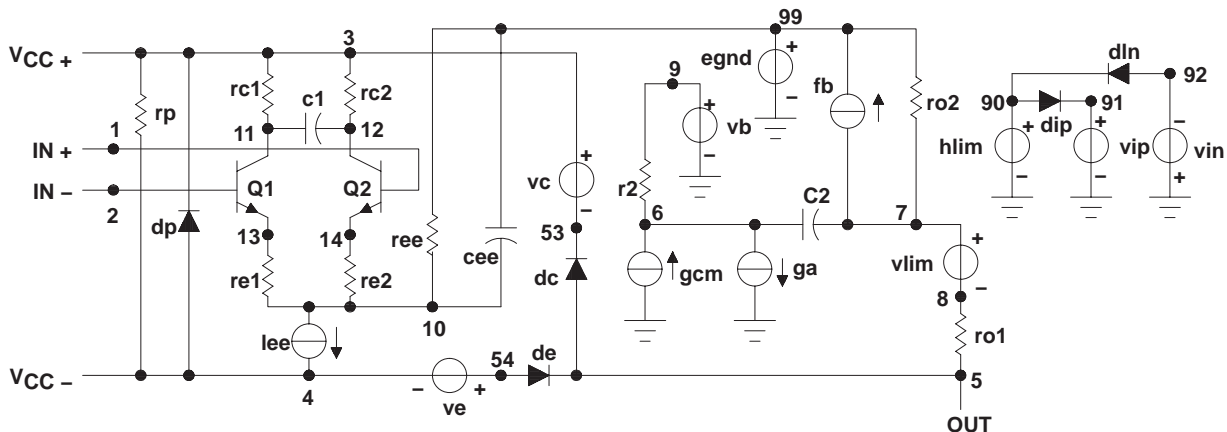 99
3
VCC +
egnd
+
dln
92
rc1
rc2
9
fb
c1
+
ro2
90
91
rp
11
12
vb
dip
1
IN +
hlim
+
−
vip
+
−
vin
−
+
vc
+
−
r2
IN −
Q1
Q2
2
C2
6
7
dp
13
14
ree
53
cee
gcm
ga
vlim
+
−
re1
re2
dc
8
10
ro1
lee
de
54
VCC −
4
−
ve
+
5
OUT